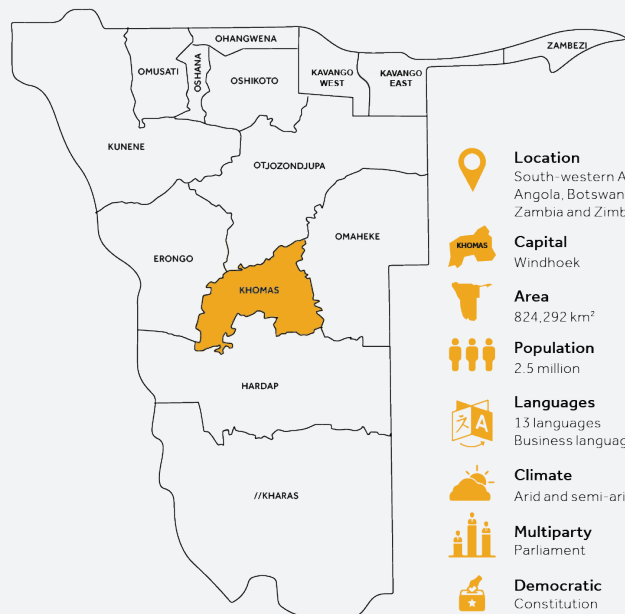 OHANGWENA
ZAMBEZI
OMUSATI
OSHANA
OSHIKOTO
KAVANGO
WEST
KAVANGO
EAST
KUNENE
OTJOZONDJUPA
OMAHEKE
ERONGO
KHOMAS
HARDAP
//KHARAS
Location
South-western A
Angola, Botswan
Zambia and Zimb
KHOMAS
Capital
Windhoek
Area
824,292 km²
Population
2.5 million
Languages
13 languages
Business languag
A
Climate
Arid and semi-ari
Multiparty
Parliament
Democratic
Constitution